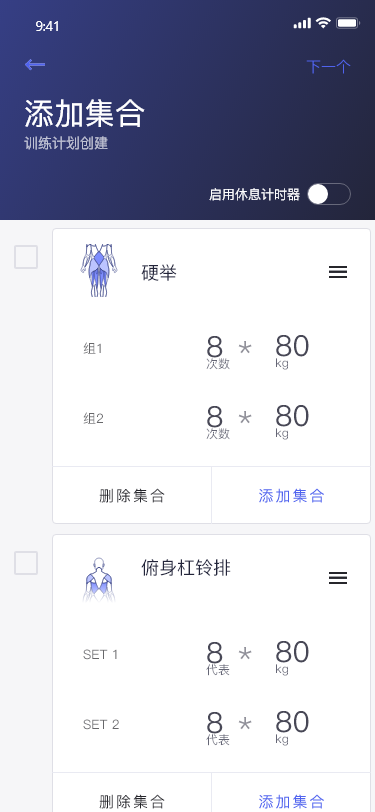 9:41
下一个
添加集合
训练计划创建
启用休息计时器
硬举
组1 8 * 80
次数 kg
组2 8 * 80
次数 kg
删除集合 添加集合
俯身杠铃排
SET 1 8 * 80
代表 kg
SET 2 8 * 80
代表 kg
删除集合 添加集合